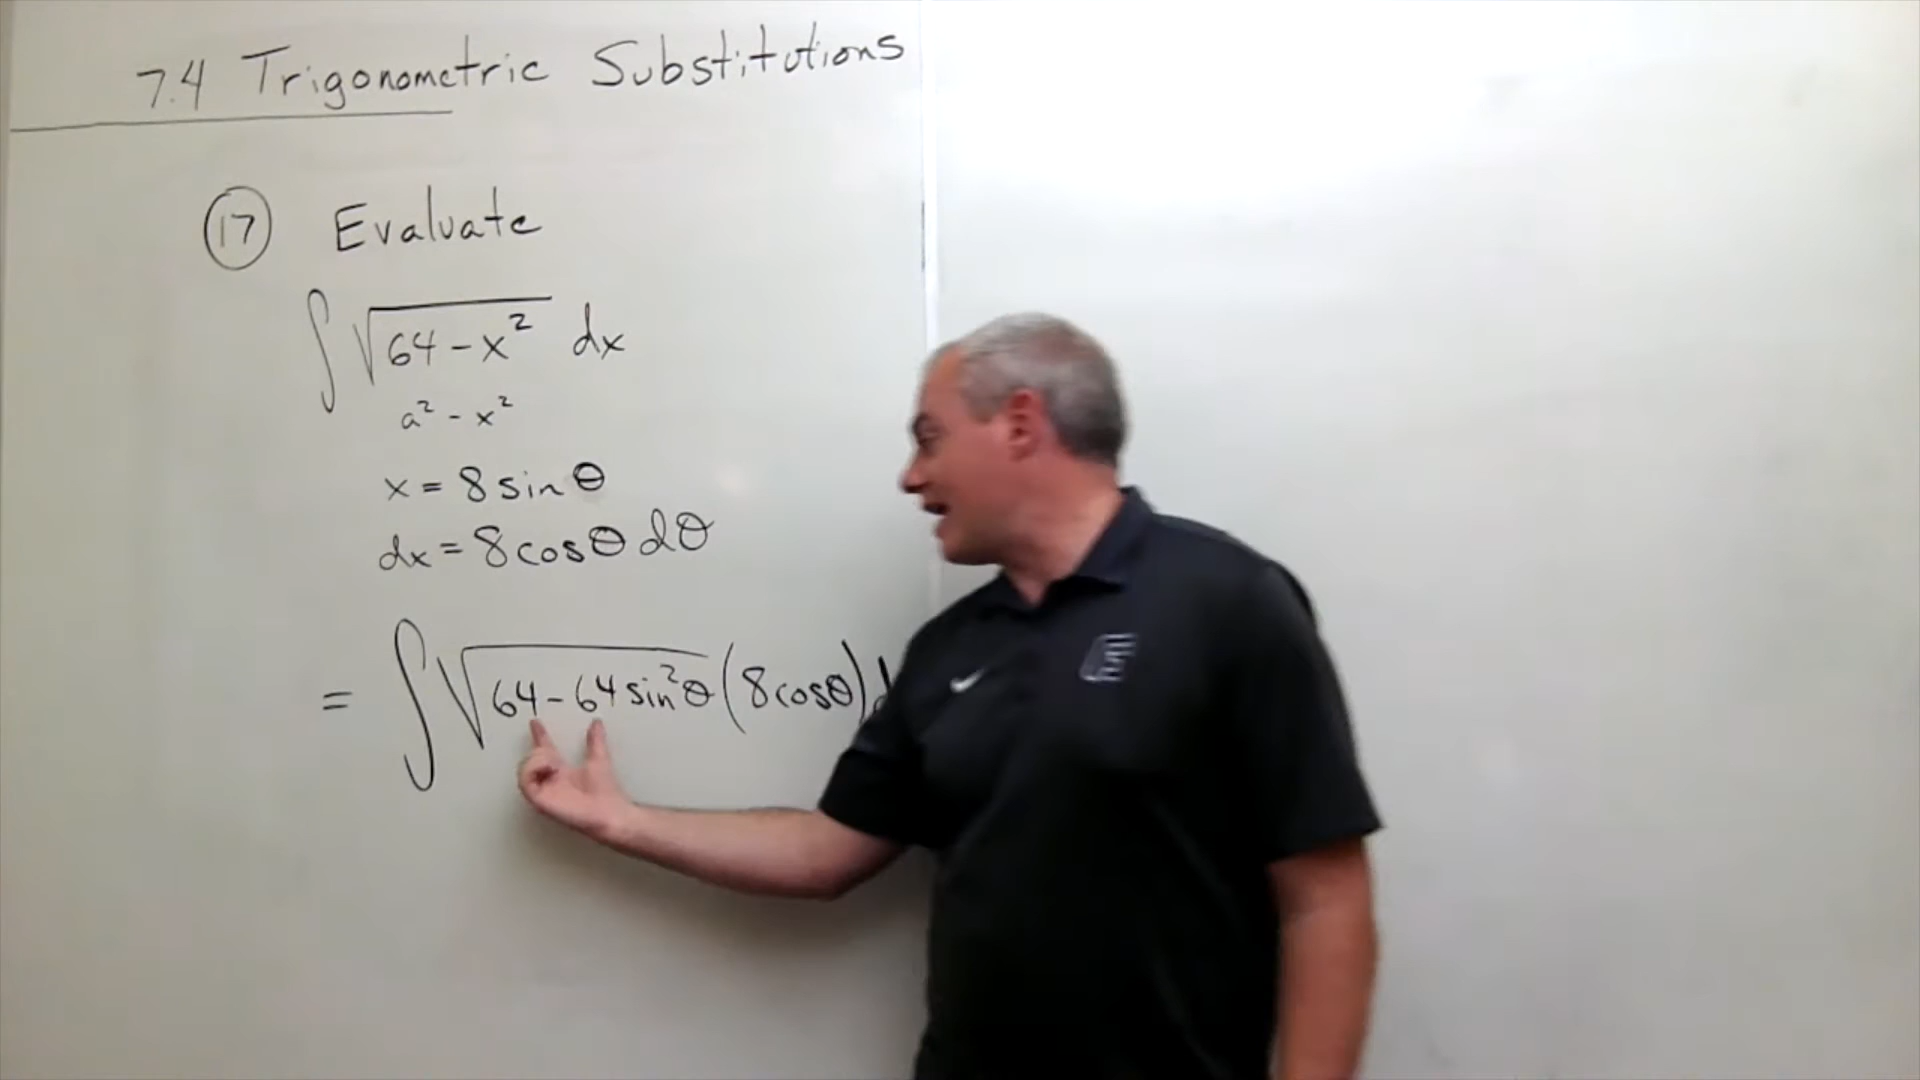 7.4 Trigonometric Substitutions
17 Evaluate
∫√64-x² dx
a² - x²
x = 8 sin θ
dx = 8 cos θ dθ
= ∫√64-64 sin²θ (8 cos θ) d
E